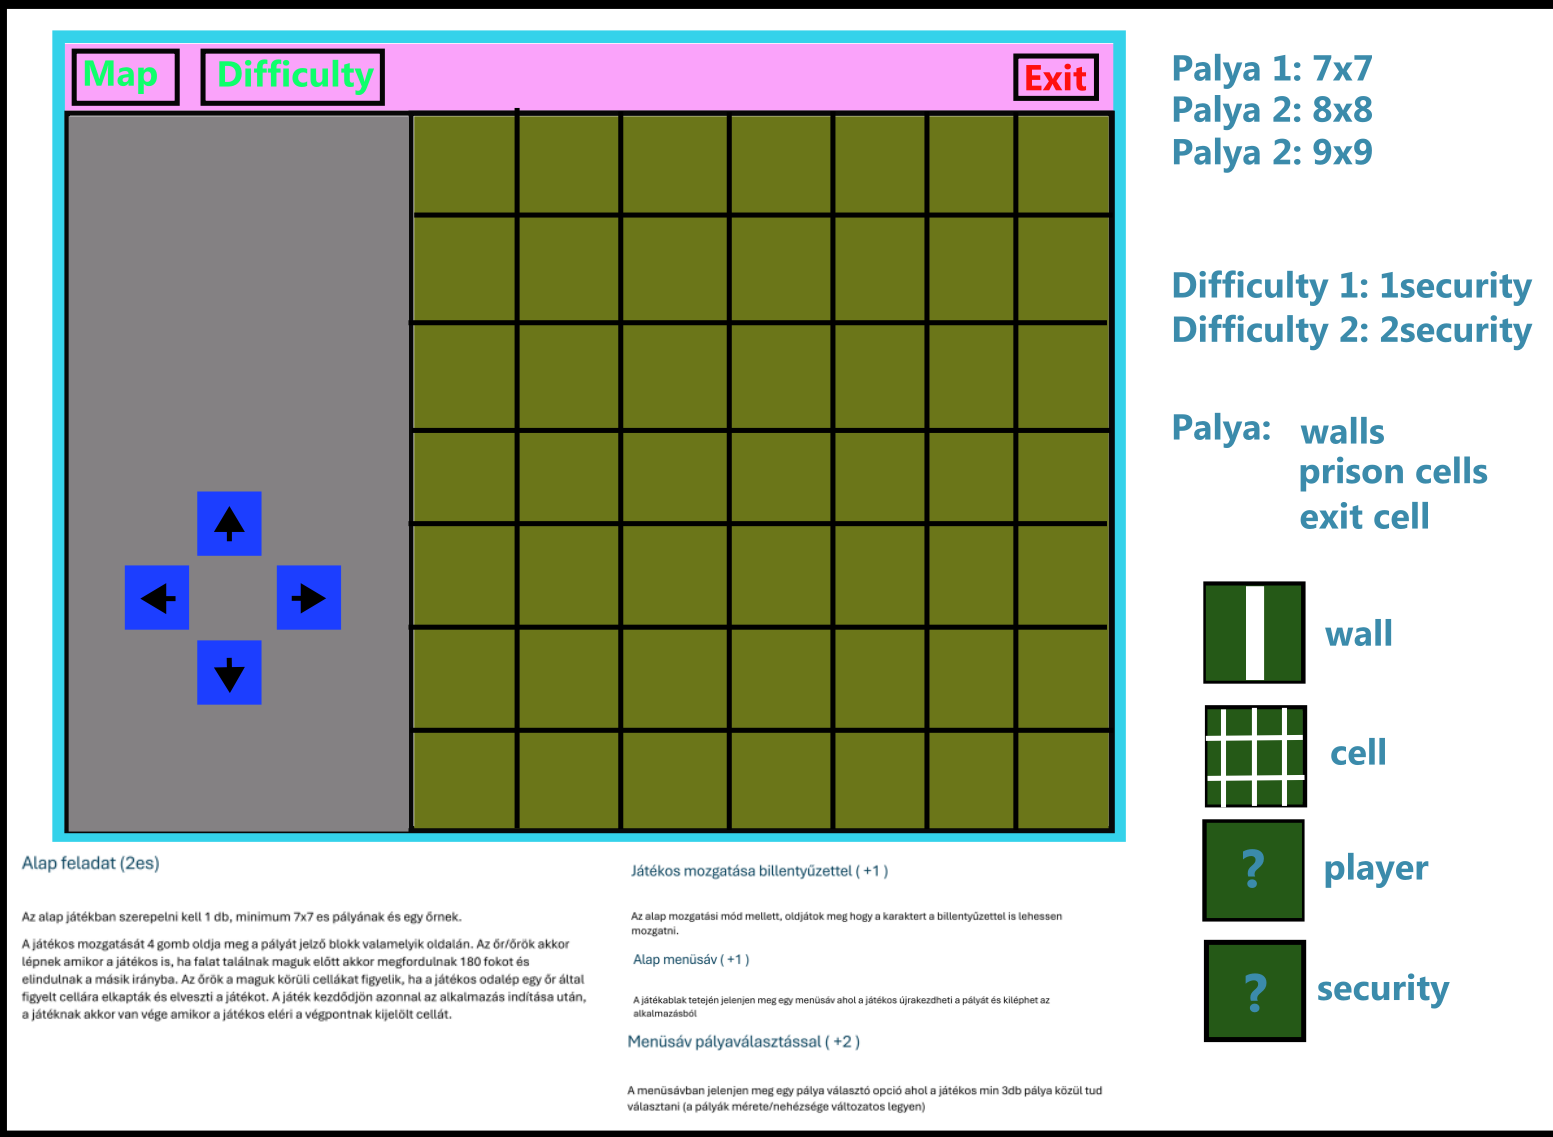 Map
Difficulty
Exit
Palya 1: 7x7
Palya 2: 8x8
Palya 2: 9x9
Difficulty 1: 1security
Difficulty 2: 2security
Palya: walls
prison cells
exit cell
wall
cell
?
player
?
security
Alap feladat (2es)
Az alap játékban szerepelni kell 1 db, minimum 7x7 es pályának és egy őrnek.
A játékos mozgatását 4 gomb oldja meg a pályát jelző blokk valamelyik oldalán. Az őr/őrök akkor
lépnek amikor a játékos is, ha falat találnak maguk előtt akkor megfordulnak 180 fokot és
elindulnak a másik irányba. Az őrök a maguk körüli cellákat figyelik, ha a játékos odalép egy őr által
figyelt cellára elkapták és elveszti a játékot. A játék kezdődjön azonnal az alkalmazás indítása után,
a játéknak akkor van vége amikor a játékos eléri a végpontnak kijelölt cellát.
Játékos mozgatása billentyűzettel ( +1 )
Az alap mozgatási mód mellett, oldjátok meg hogy a karaktert a billentyűzettel is lehessen
mozgatni.
Alap menüsáv ( +1 )
A játékablak tetején jelenjen meg egy menüsáv ahol a játékos újrakezdheti a pályát és kiléphet az
alkalmazásból
Menüsáv pályaválasztással ( +2 )
A menüsávban jelenjen meg egy pálya választó opció ahol a játékos min 3db pálya közül tud
választani (a pályák mérete/nehézsége változatos legyen)